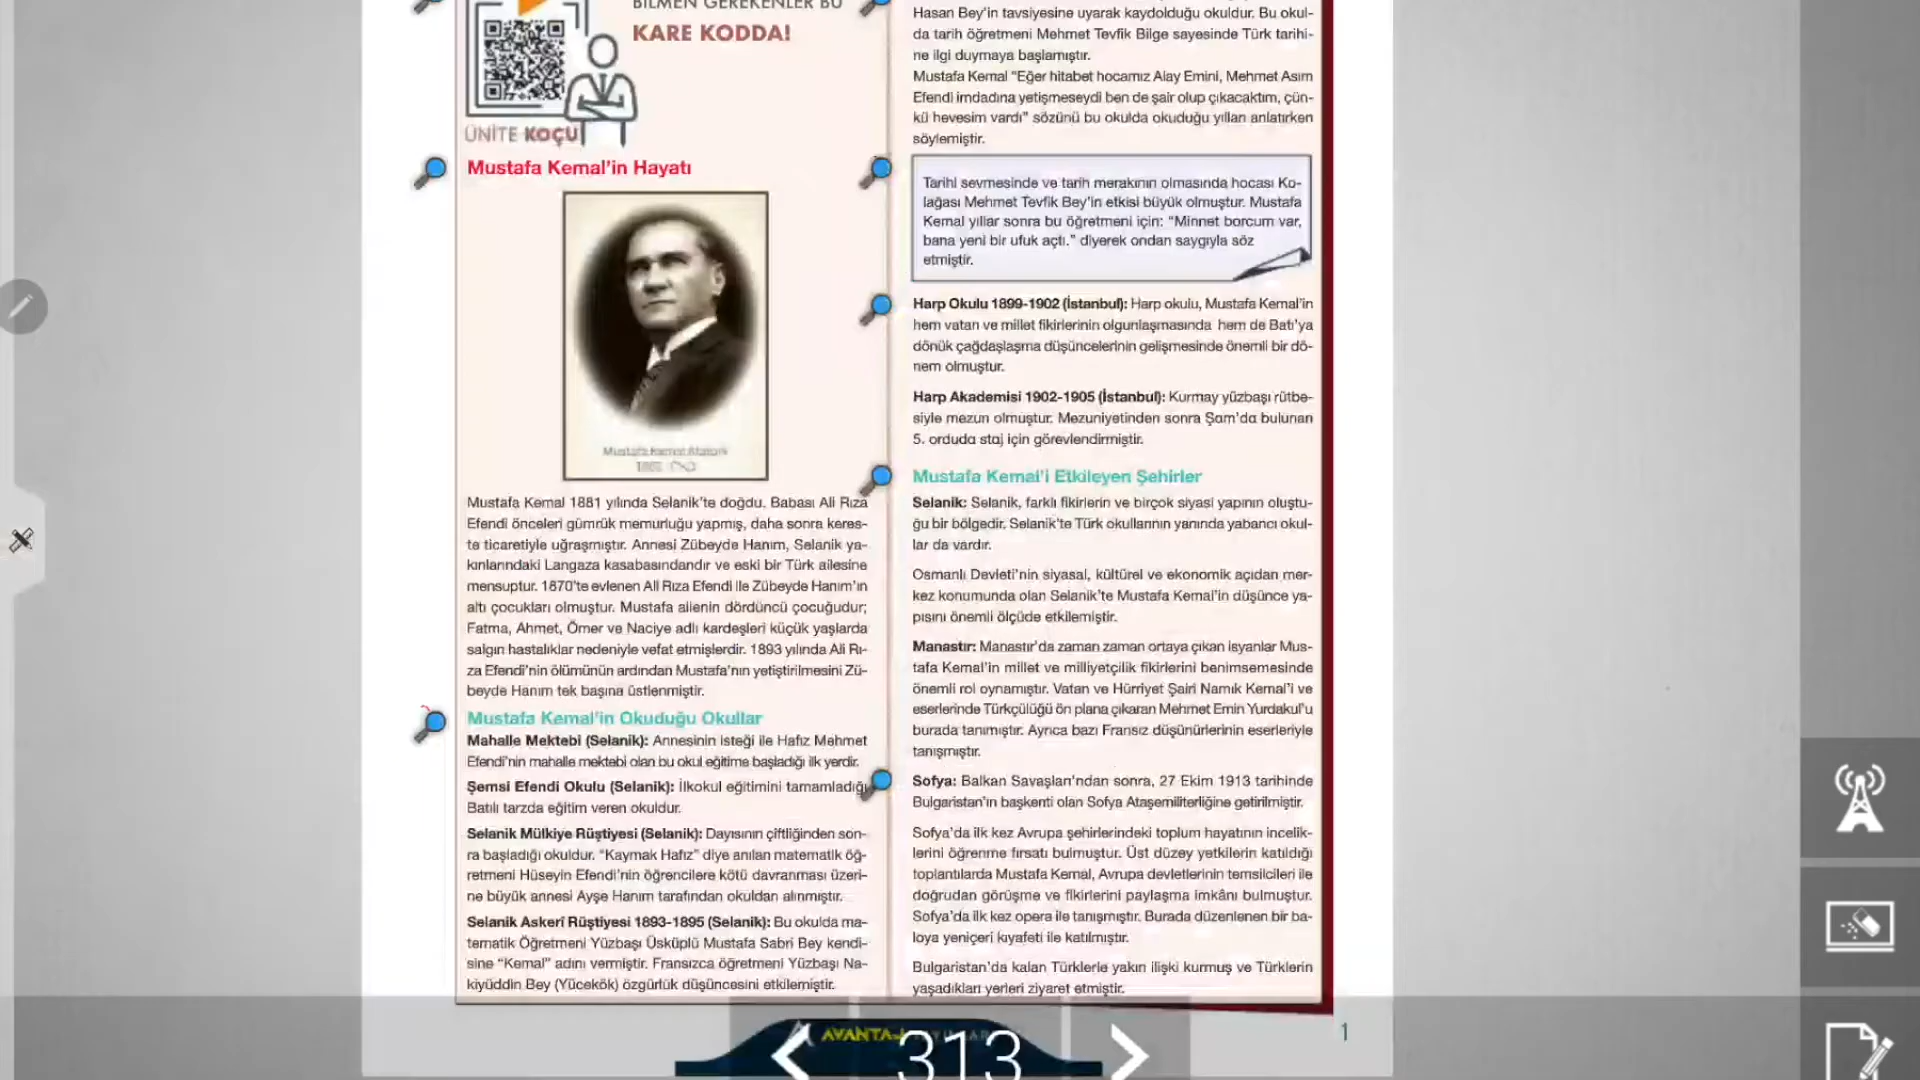 BİLMEN GEREKENLER BU
KARE KODDA!
ÜNİTE KOÇU
Mustafa Kemal'in Hayatı
Mustafa Kemal Atatürk
Mustafa Kemal 1881 yılında Selanik'te doğdu. Babası Ali Rıza
Efendi önceleri gümrük memurluğu yapmış, daha sonra keres-
te ticaretiyle uğraşmıştır. Annesi Zübeyde Hanım, Selanik ya-
kınlarındaki Langaza kasabasındandır ve eski bir Türk ailesine
mensuptur. 1870'te evlenen Ali Rıza Efendi ile Zübeyde Hanım'ın
altı çocukları olmuştur. Mustafa ailenin dördüncü çocuğudur;
Fatma, Ahmet, Ömer ve Naciye adlı kardeşleri küçük yaşlarda
salgın hastalıklar nedeniyle vefat etmişlerdir. 1893 yılında Ali Rı-
za Efendi'nin ölümünün ardından Mustafa'nın yetiştirilmesini Zü-
beyde Hanım tek başına üstlenmiştir.
Mustafa Kemal'in Okuduğu Okullar
Mahalle Mektebi (Selanik): Annesinin isteği ile Hafız Mehmet
Efendi'nin mahalle mektebi olan bu okul eğitime başladığı ilk yerdir.
Şemsi Efendi Okulu (Selanik): İlkokul eğitimini tamamladığı
Batılı tarzda eğitim veren okuldur.
Selanik Mülkiye Rüştiyesi (Selanik): Dayısının çiftliğinden son-
ra başladığı okuldur. "Kaymak Hafız" diye anılan matematik öğ-
retmeni Hüseyin Efendi'nin öğrencilere kötü davranması üzeri-
ne büyük annesi Ayşe Hanım tarafından okuldan alınmıştır.
Selanik Askerî Rüştiyesi 1893-1895 (Selanik): Bu okulda ma-
tematik Öğretmeni Yüzbaşı Üsküplü Mustafa Sabri Bey kendi-
sine "Kemal" adını vermiştir. Fransızca öğretmeni Yüzbaşı Na-
kiyüddin Bey (Yücekök) özgürlük düşüncesini etkilemiştir.
Hasan Bey'in tavsiyesine uyarak kaydolduğu okuldur. Bu okul-
da tarih öğretmeni Mehmet Tevfik Bilge sayesinde Türk tarihi-
ne ilgi duymaya başlamıştır.
Mustafa Kemal "Eğer hitabet hocamız Alay Emini, Mehmet Asım
Efendi imdadına yetişmeseydi ben de şair olup çıkacaktım, çün-
kü hevesim vardı" sözünü bu okulda okuduğu yılları anlatırken
söylemiştir.
Tarihi sevmesinde ve tarih merakının olmasında hocası Ko-
lağası Mehmet Tevfik Bey'in etkisi büyük olmuştur. Mustafa
Kemal yıllar sonra bu öğretmeni için: "Minnet borcum var,
bana yeni bir ufuk açtı." diyerek ondan saygıyla söz
etmiştir.
Harp Okulu 1899-1902 (İstanbul): Harp okulu, Mustafa Kemal'in
hem vatan ve millet fikirlerinin olgunlaşmasında hem de Batı'ya
dönük çağdaşlaşma düşüncelerinin gelişmesinde önemli bir dö-
nem olmuştur.
Harp Akademisi 1902-1905 (İstanbul): Kurmay yüzbaşı rütbe-
siyle mezun olmuştur. Mezuniyetinden sonra Şam'da bulunan
5. orduda staj için görevlendirmiştir.
Mustafa Kemal'i Etkileyen Şehirler
Selanik: Selanik, farklı fikirlerin ve birçok siyasi yapının oluştu-
ğu bir bölgedir. Selanik'te Türk okullarının yanında yabancı okul-
lar da vardır.
Osmanlı Devleti'nin siyasal, kültürel ve ekonomik açıdan mer-
kez konumunda olan Selanik'te Mustafa Kemal'in düşünce ya-
pısını önemli ölçüde etkilemiştir.
Manastır: Manastır'da zaman zaman ortaya çıkan isyanlar Mus-
tafa Kemal'in millet ve milliyetçilik fikirlerini benimsemesinde
önemli rol oynamıştır. Vatan ve Hürriyet Şairi Namık Kemal'i ve
eserlerinde Türkçülüğü ön plana çıkaran Mehmet Emin Yurdakul'u
burada tanımıştır. Ayrıca bazı Fransız düşünürlerinin eserleriyle
tanışmıştır.
Sofya: Balkan Savaşları'ndan sonra, 27 Ekim 1913 tarihinde
Bulgaristan'ın başkenti olan Sofya Ataşemiliterliğine getirilmiştir.
Sofya'da ilk kez Avrupa şehirlerindeki toplum hayatının incelik-
lerini öğrenme fırsatı bulmuştur. Üst düzey yetkilerin katıldığı
toplantılarda Mustafa Kemal, Avrupa devletlerinin temsilcileri ile
doğrudan görüşme ve fikirlerini paylaşma imkânı bulmuştur.
Sofya'da ilk kez opera ile tanışmıştır. Burada düzenlenen bir ba-
loya yeniçeri kıyafeti ile katılmıştır.
Bulgaristan'da kalan Türklerle yakın ilişki kurmuş ve Türklerin
yaşadıkları yerleri ziyaret etmiştir.
313
1